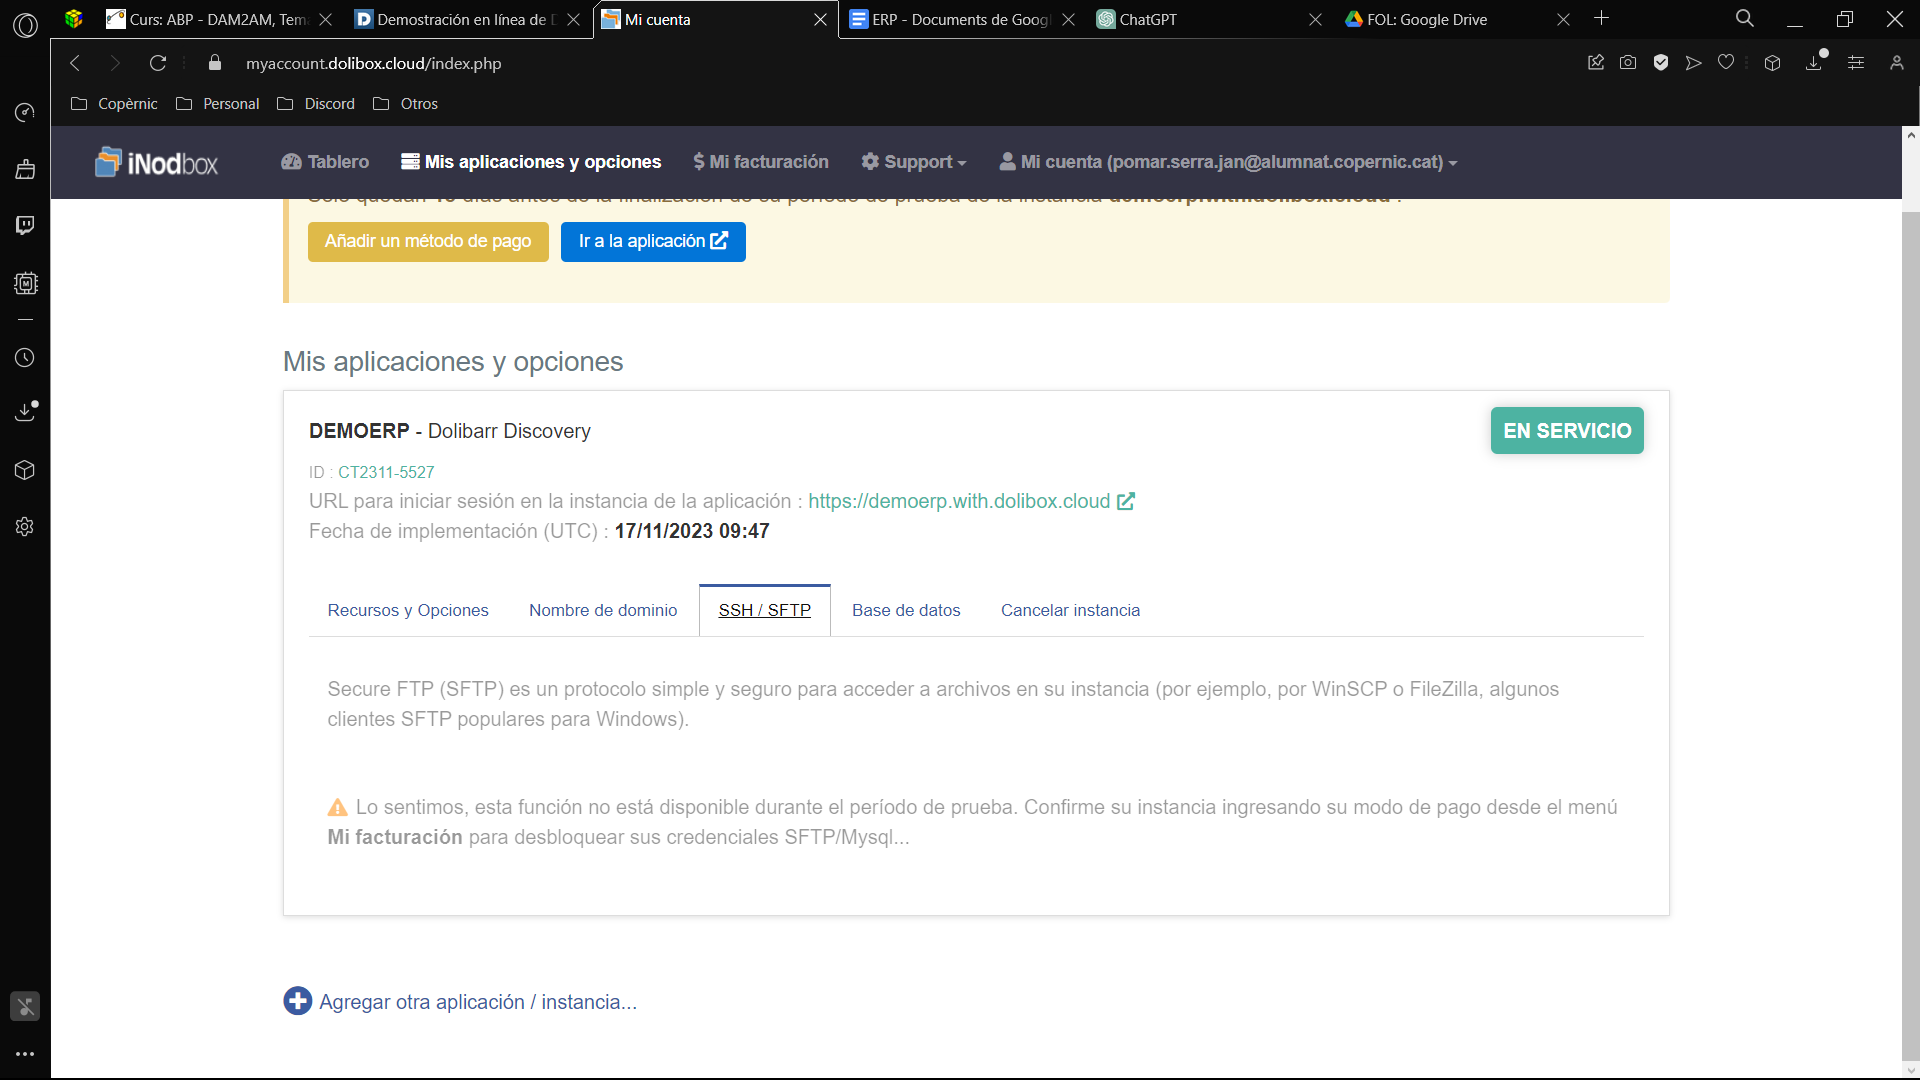 Curs: ABP - DAM2AM, Tem
Demostración en línea de D
Mi cuenta
ERP - Documents de Googl
ChatGPT
FOL: Google Drive
myaccount.dolibox.cloud/index.php
Copèrnic
Personal
Discord
Otros
iNodbox
Tablero
Mis aplicaciones y opciones
Mi facturación
Support
Mi cuenta (pomar.serra.jan@alumnat.copernic.cat)
Añadir un método de pago
Ir a la aplicación
Mis aplicaciones y opciones
DEMOERP - Dolibarr Discovery
EN SERVICIO
ID : CT2311-5527
URL para iniciar sesión en la instancia de la aplicación : https://demoerp.with.dolibox.cloud
Fecha de implementación (UTC) : 17/11/2023 09:47
Recursos y Opciones
Nombre de dominio
SSH / SFTP
Base de datos
Cancelar instancia
Secure FTP (SFTP) es un protocolo simple y seguro para acceder a archivos en su instancia (por ejemplo, por WinSCP o FileZilla, algunos
clientes SFTP populares para Windows).
Lo sentimos, esta función no está disponible durante el período de prueba. Confirme su instancia ingresando su modo de pago desde el menú
Mi facturación para desbloquear sus credenciales SFTP/Mysql...
Agregar otra aplicación / instancia...